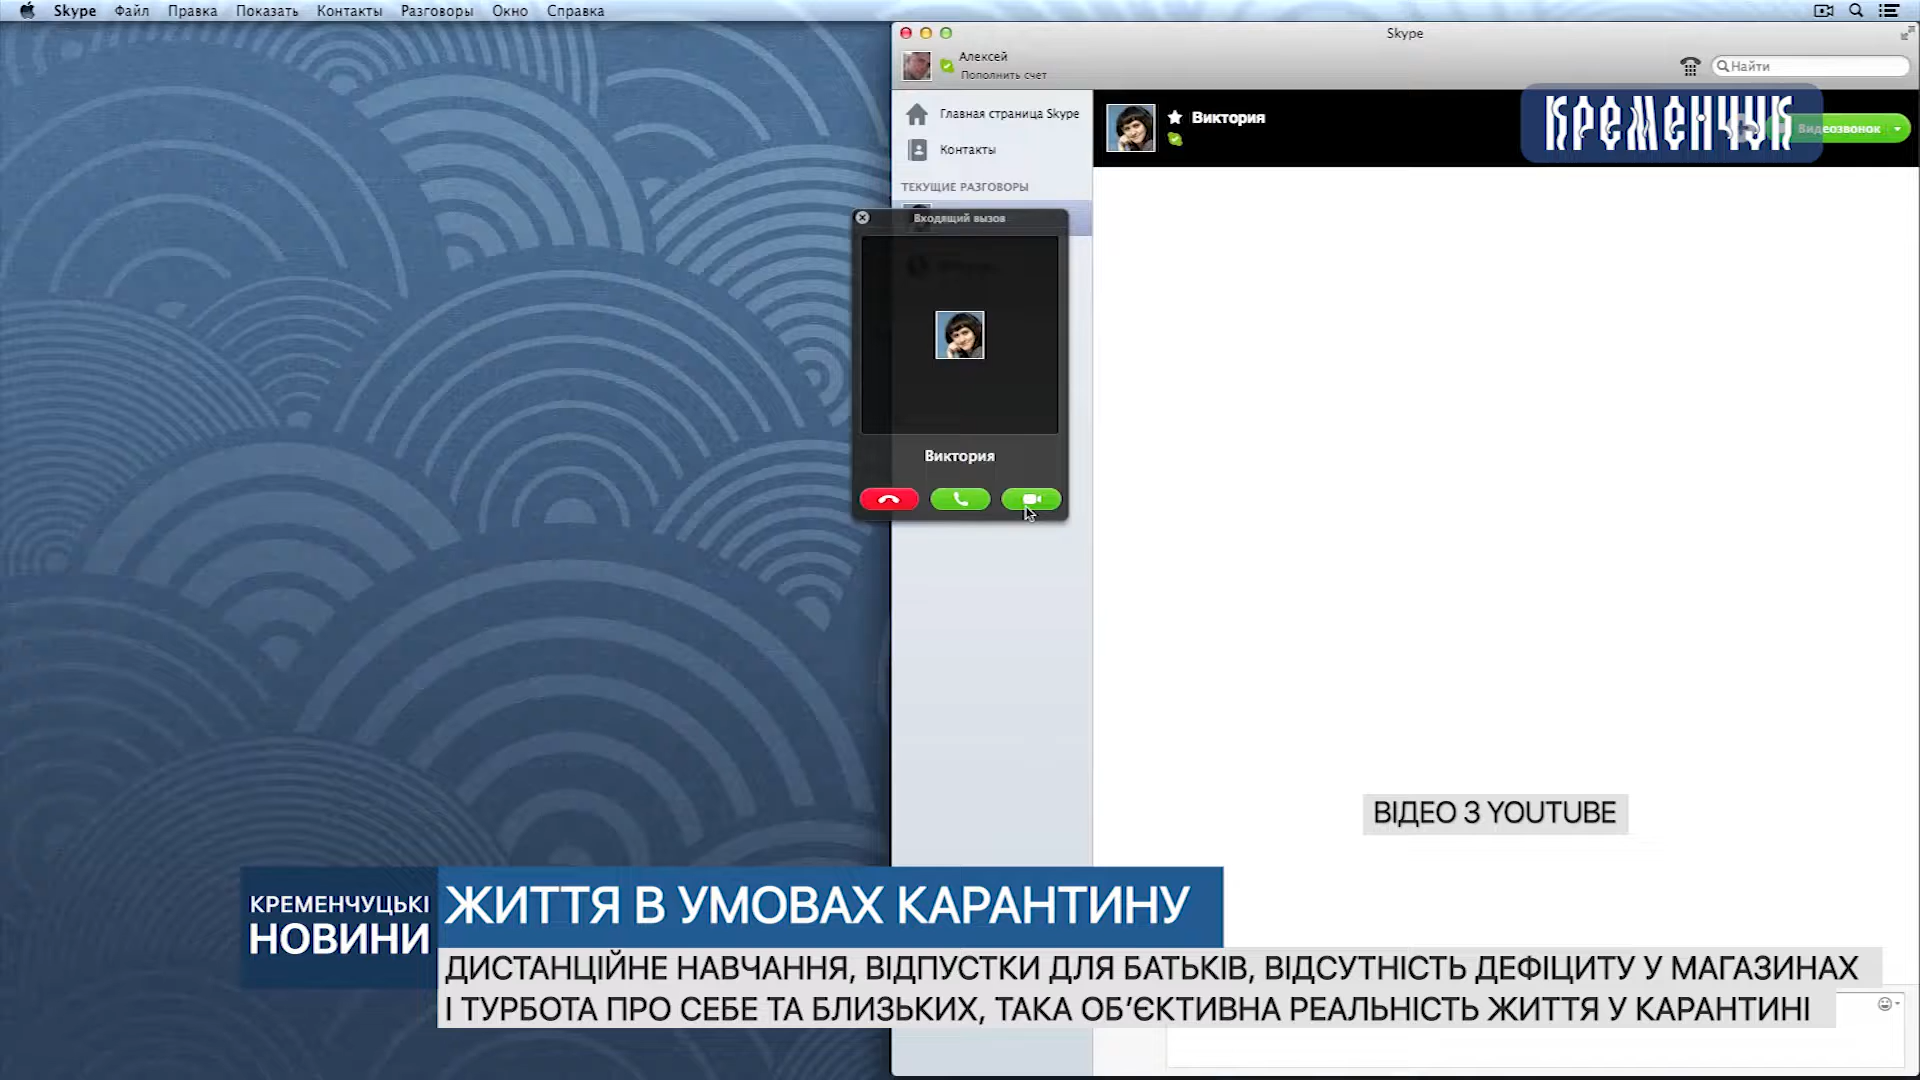 Skype Файл Правка Показать Контакты Разговоры Окно Справка
Skype
Алексей
Пополнить счет
Найти
Главная страница Skype
Контакты
ТЕКУЩИЕ РАЗГОВОРЫ
Виктория
Видеозвонок
КРЕМЕНЧУК
Входящий вызов
Виктория
ВІДЕО З YOUTUBE
КРЕМЕНЧУЦЬКІ
НОВИНИ
ЖИТТЯ В УМОВАХ КАРАНТИНУ
ДИСТАНЦІЙНЕ НАВЧАННЯ, ВІДПУСТКИ ДЛЯ БАТЬКІВ, ВІДСУТНІСТЬ ДЕФІЦИТУ У МАГАЗИНАХ
І ТУРБОТА ПРО СЕБЕ ТА БЛИЗЬКИХ, ТАКА ОБ’ЄКТИВНА РЕАЛЬНІСТЬ ЖИТТЯ У КАРАНТИНІ